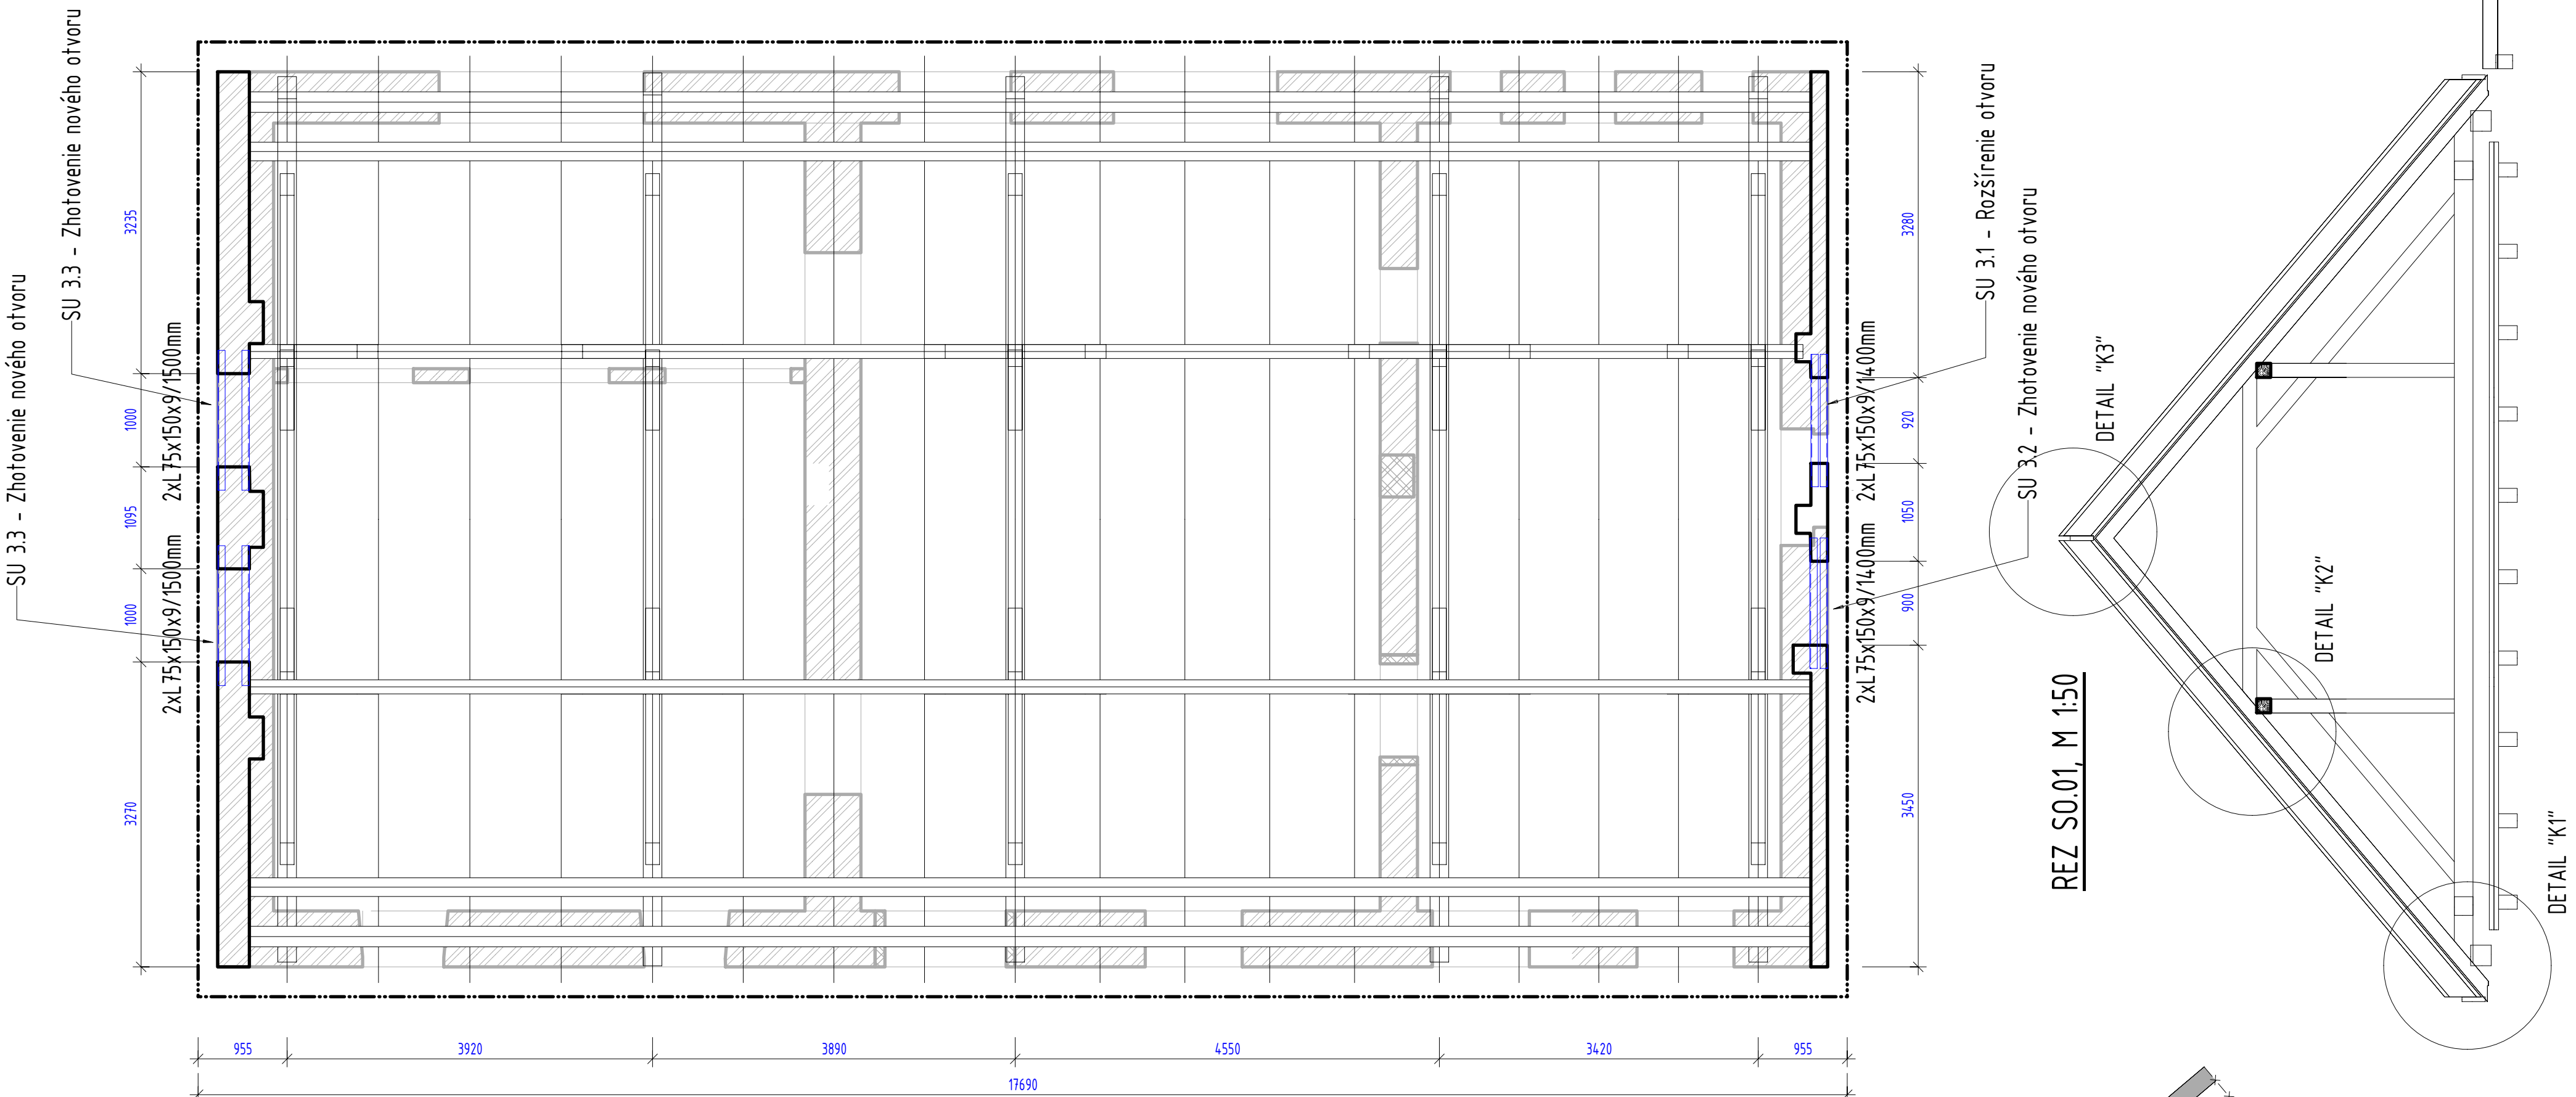 SU 3.3 - Zhotovenie nového otvoru
SU 3.3 - Zhotovenie nového otvoru
3235
1000
1095
1000
3270
2xL75x150x9/1500mm
2xL75x150x9/1500mm
955
3920
3890
4550
3420
955
17690
3280
920
1050
900
3450
2xL75x150x9/1400mm
2xL75x150x9/1400mm
SU 3.1 - Rozšírenie otvoru
SU 3.2 - Zhotovenie nového otvoru
REZ SO.01, M 1:50
DETAIL "K3"
DETAIL "K2"
DETAIL "K1"